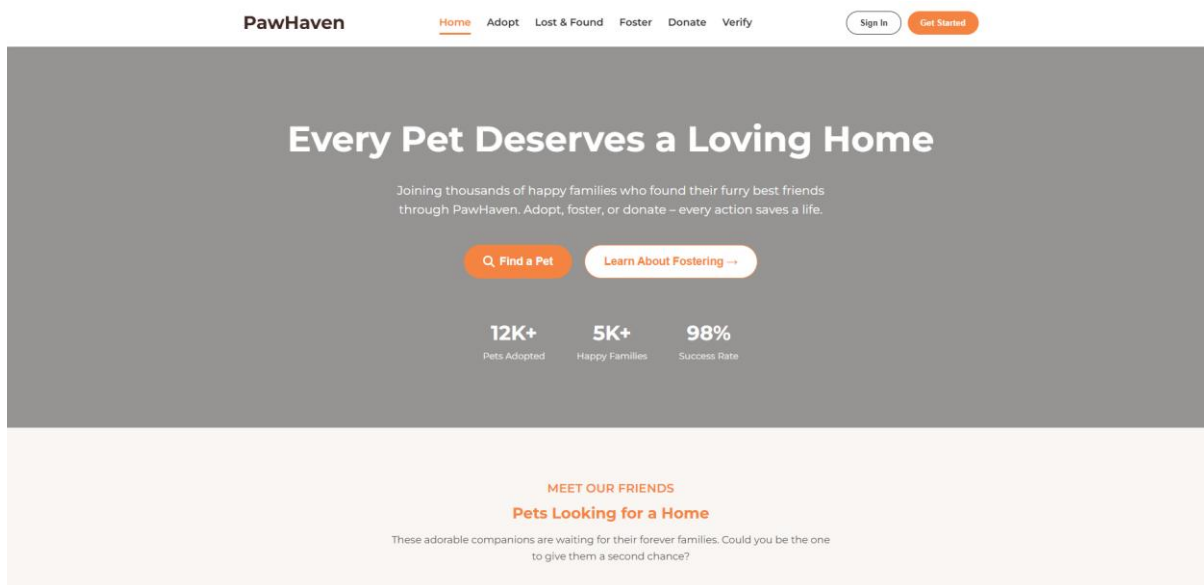 PawHaven
Home Adopt Lost & Found Foster Donate Verify
Sign In
Get Started
Every Pet Deserves a Loving Home
Joining thousands of happy families who found their furry best friends
through PawHaven. Adopt, foster, or donate – every action saves a life.
Find a Pet
Learn About Fostering →
12K+ 5K+ 98%
Pets Adopted Happy Families Success Rate
MEET OUR FRIENDS
Pets Looking for a Home
These adorable companions are waiting for their forever families. Could you be the one
to give them a second chance?